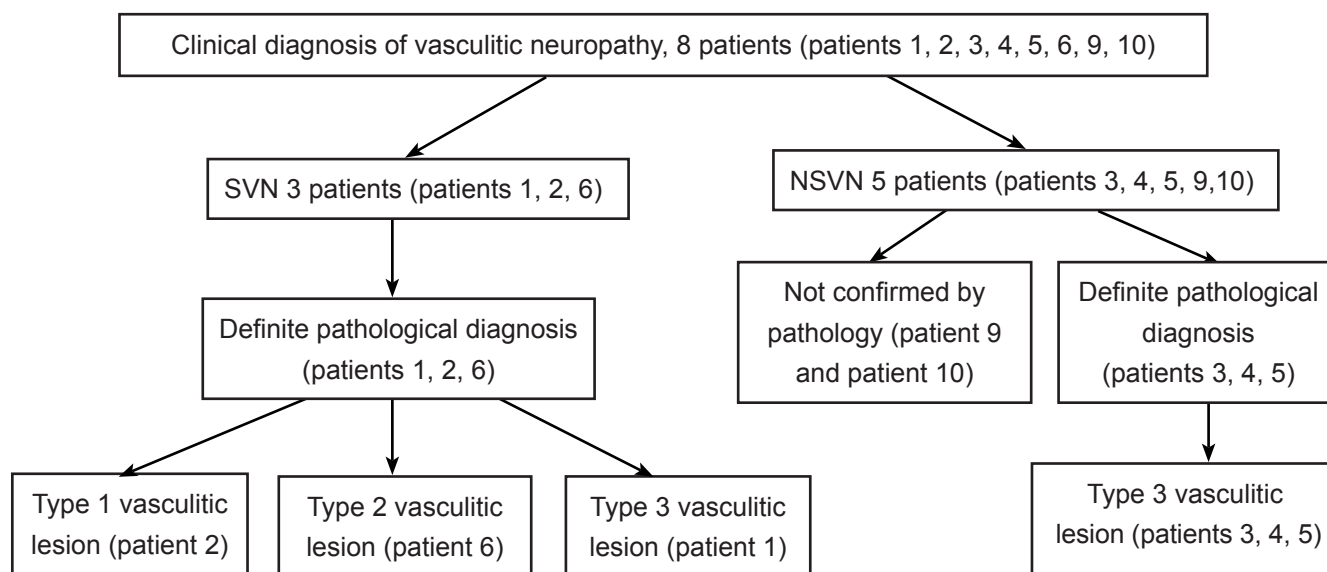 Clinical diagnosis of vasculitic neuropathy, 8 patients (patients 1, 2, 3, 4, 5, 6, 9, 10)
SVN 3 patients (patients 1, 2, 6)
NSVN 5 patients (patients 3, 4, 5, 9,10)
Definite pathological diagnosis
(patients 1, 2, 6)
Not confirmed by
pathology (patient 9
and patient 10)
Definite pathological
diagnosis
(patients 3, 4, 5)
Type 1 vasculitic
lesion (patient 2)
Type 2 vasculitic
lesion (patient 6)
Type 3 vasculitic
lesion (patient 1)
Type 3 vasculitic
lesion (patients 3, 4, 5)